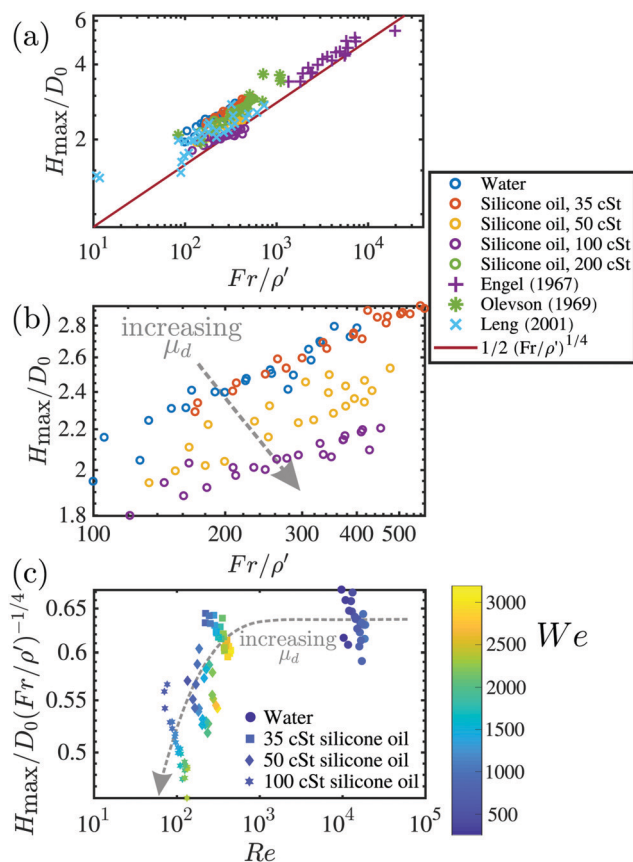 (a)
6
4
2
H_max/D_0
10^1
10^2
10^3
10^4
Fr/ρ′
Water
Silicone oil, 35 cSt
Silicone oil, 50 cSt
Silicone oil, 100 cSt
Silicone oil, 200 cSt
Engel (1967)
Olevson (1969)
Leng (2001)
1/2 (Fr/ρ′)^1/4
(b)
increasing
μ_d
2.8
2.6
2.4
2.2
2
1.8
H_max/D_0
100
200
300
400
500
Fr/ρ′
(c)
0.65
0.6
0.55
0.5
H_max/D_0(Fr/ρ′)^−1/4
increasing
μ_d
Water
35 cSt silicone oil
50 cSt silicone oil
100 cSt silicone oil
10^1
10^2
10^3
10^4
10^5
Re
3000
2500
2000
1500
1000
500
We